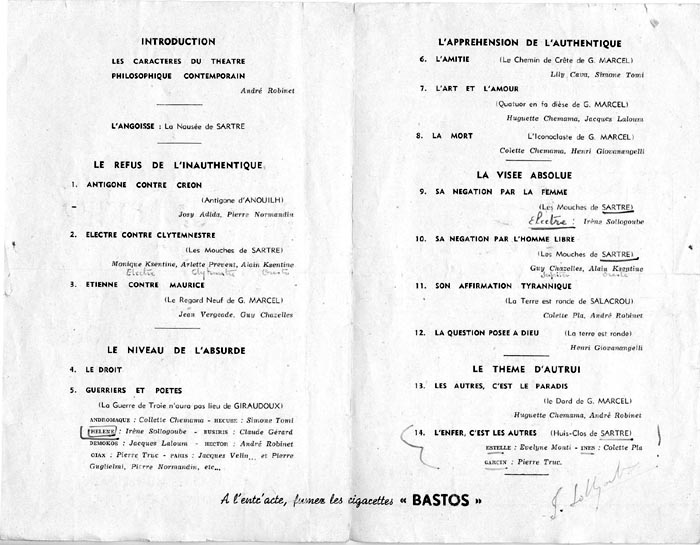 INTRODUCTION
LES CARACTERES DU THEATRE
PHILOSOPHIQUE CONTEMPORAIN
André Robinet
L'ANGOISSE : La Nausée de SARTRE
LE REFUS DE L'INAUTHENTIQUE
1. ANTIGONE CONTRE CREON
(Antigone d'ANOUILH)
Josy Adida, Pierre Normandin
2. ELECTRE CONTRE CLYTEMNESTRE
(Les Mouches de SARTRE)
Monique Ksentine, Arlette Prevent, Alain Ksentine
Electre Clytmestre Oreste
3. ETIENNE CONTRE MAURICE
(Le Regard Neuf de G. MARCEL)
Jean Vergeade, Guy Chazelles
LE NIVEAU DE L'ABSURDE
4. LE DROIT
5. GUERRIERS ET POETES
(La Guerre de Troie n'aura pas lieu de GIRAUDOUX)
ANDROMAQUE : Collette Chemama - HECUBE : Simone Tomi
HELENE : Irène Sollogoube - BUSIRIS : Claude Gérard
DEMOKOS : Jacques Laloum - HECTOR : André Robinet
OIAX : Pierre Truc - PARIS : Jacques Velin... et Pierre
Guglielmi, Pierre Normandin, etc...
L'APPREHENSION DE L'AUTHENTIQUE
6. L'AMITIE (Le Chemin de Crête de G. MARCEL)
Lily Cava, Simone Tomi
7. L'ART ET L'AMOUR
(Quatuor en fa dièse de G. MARCEL)
Huguette Chemama, Jacques Laloum
8. LA MORT L'Iconoclaste de G. MARCEL)
Colette Chemama, Henri Giovanangelli
LA VISEE ABSOLUE
9. SA NEGATION PAR LA FEMME
(Les Mouches de SARTRE)
Electre : Irène Sollogoube
10. SA NEGATION PAR L'HOMME LIBRE
(Les Mouches de SARTRE)
Guy Chazelles, Alain Ksentine
Jupiter Oreste
11. SON AFFIRMATION TYRANNIQUE
(La Terre est ronde de SALACROU)
Colette Pla, André Robinet
12. LA QUESTION POSEE A DIEU (La terre est ronde)
Henri Giovanangelli
LE THEME D'AUTRUI
13. LES AUTRES, C'EST LE PARADIS
(le Dard de G. MARCEL)
Huguette Chemama, André Robinet
14. L'ENFER, C'EST LES AUTRES (Huis-Clos de SARTRE)
ESTELLE : Evelyne Monti - INES : Colette Pla
GARCIN : Pierre Truc.
A l'entr'acte, fumez les cigarettes « BASTOS »